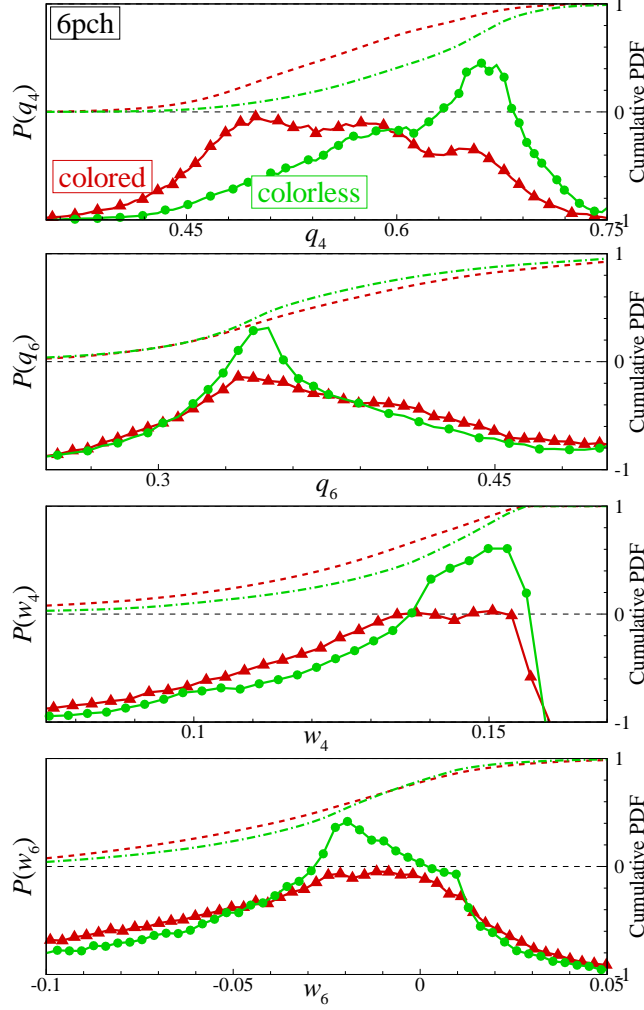 6pch
P(q4)
colored
colorless
1
0
-1
Cumulative PDF
0.45
0.6
0.75
q4
P(q6)
1
0
-1
Cumulative PDF
0.3
0.45
q6
P(w4)
1
0
-1
Cumulative PDF
0.1
0.15
w4
P(w6)
1
0
-1
Cumulative PDF
-0.1
-0.05
0
0.05
w6